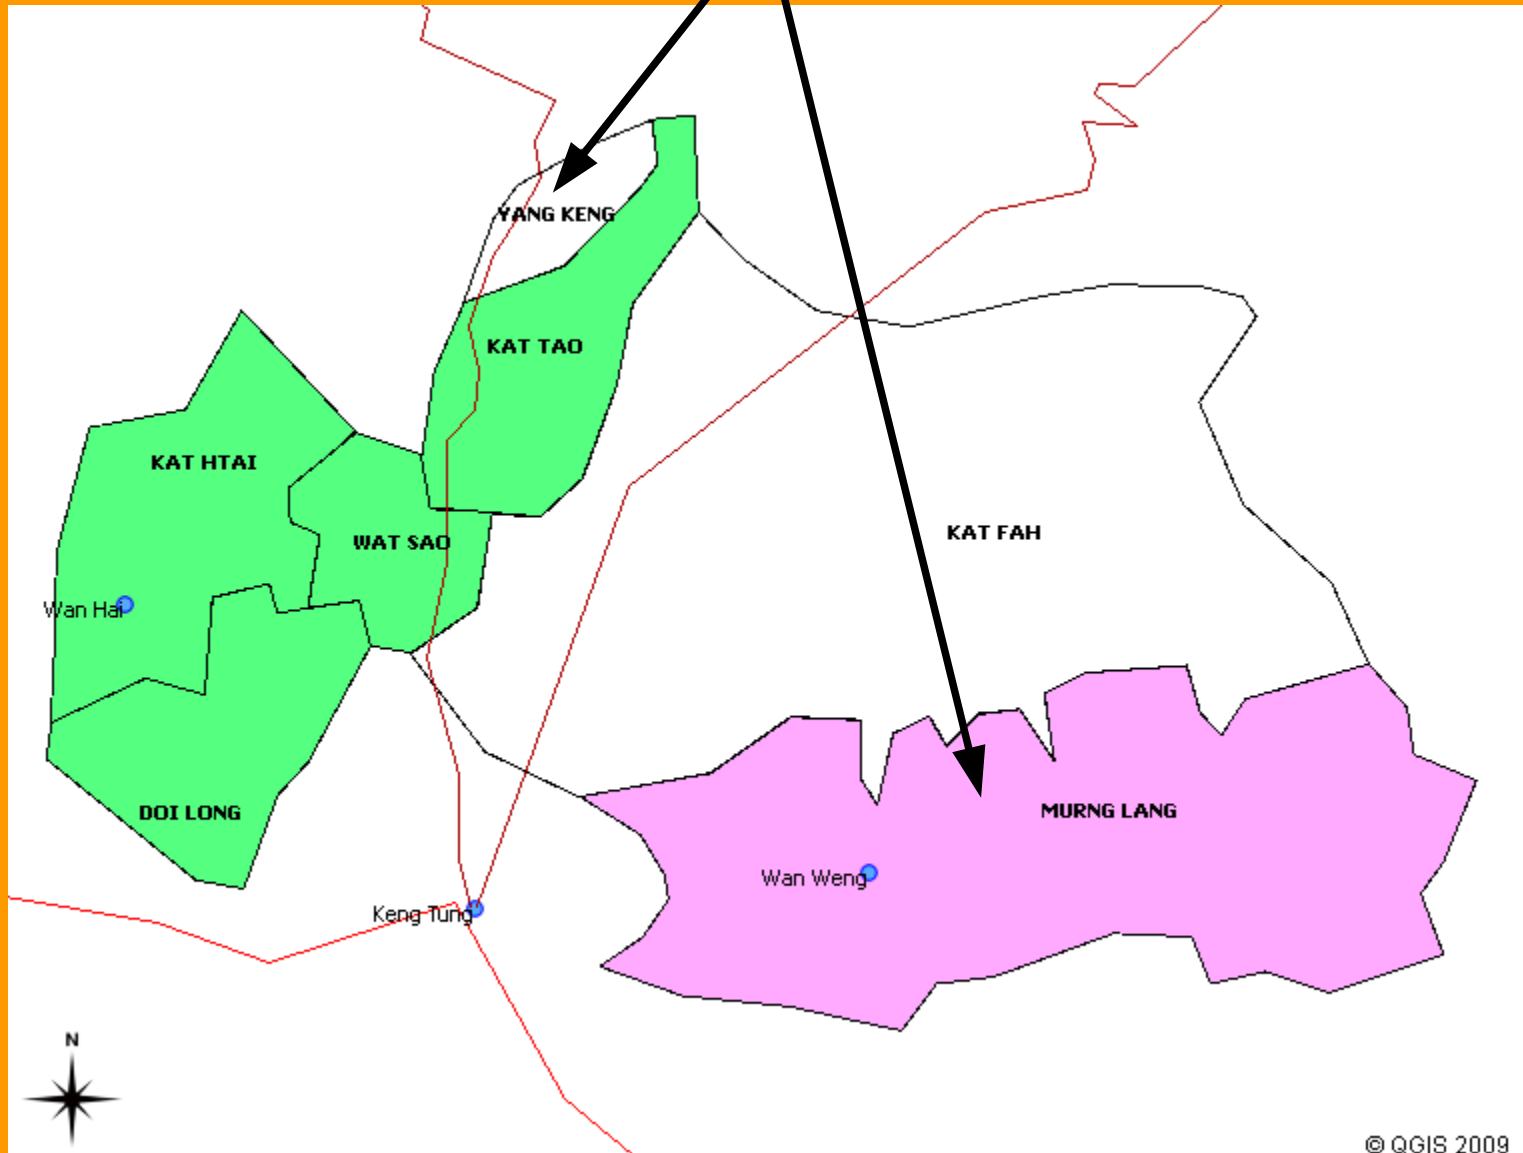 YANG KENG
KAT TAO
KAT HTAI
KAT FAH
WAT SAO
Wan Hai
DOI LONG
MURNG LANG
Wan Weng
Keng Tung
N
© QGIS 2009